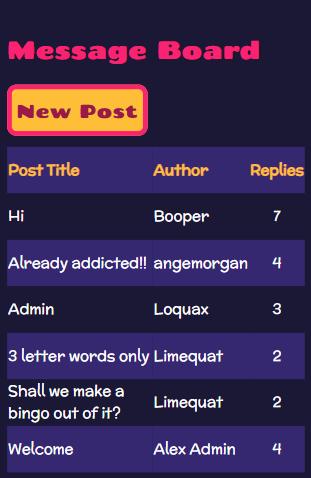 Message Board
New Post
Post Title Author Replies
Hi Booper 7
Already addicted!! angemorgan 4
Admin Loquax 3
3 letter words only Limequat 2
Shall we make a
bingo out of it? Limequat 2
Welcome Alex Admin 4